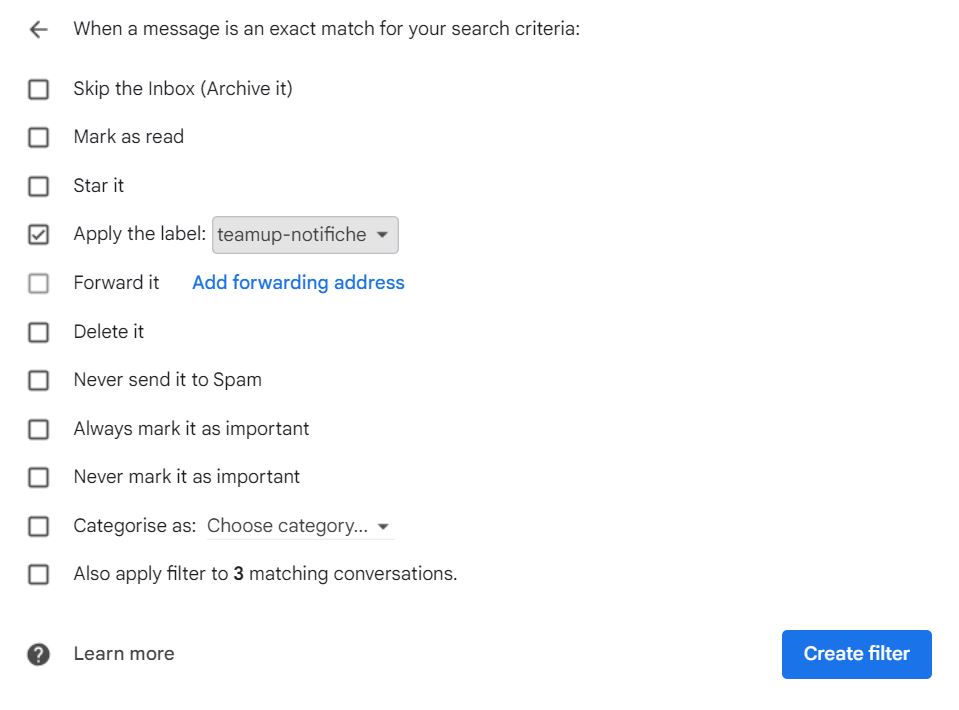 When a message is an exact match for your search criteria:
Skip the Inbox (Archive it)
Mark as read
Star it
Apply the label: teamup-notifiche
Forward it Add forwarding address
Delete it
Never send it to Spam
Always mark it as important
Never mark it as important
Categorise as: Choose category...
Also apply filter to 3 matching conversations.
? Learn more
Create filter